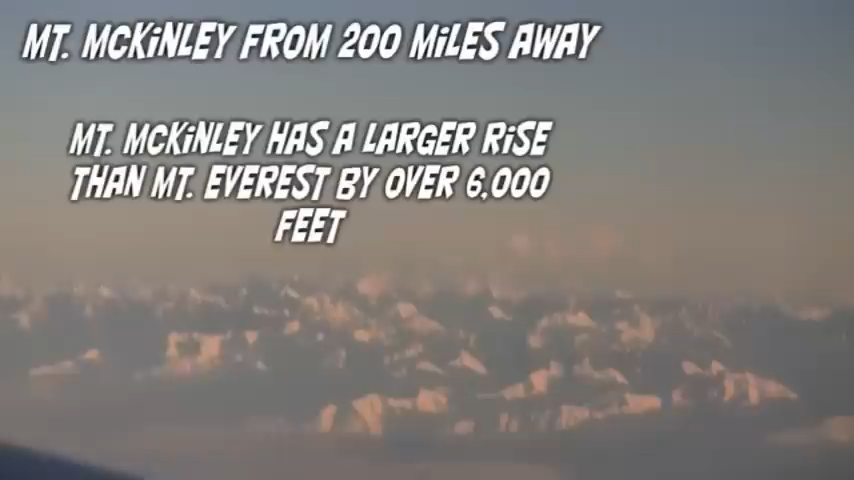 MT. MCKINLEY FROM 200 MILES AWAY
MT. MCKINLEY HAS A LARGER RISE
THAN MT. EVEREST BY OVER 6,000
FEET